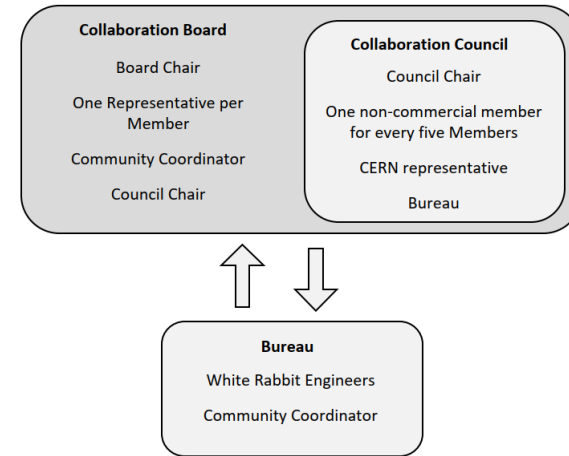 Collaboration Board
Board Chair
One Representative per
Member
Community Coordinator
Council Chair
Collaboration Council
Council Chair
One non-commercial member
for every five Members
CERN representative
Bureau
Bureau
White Rabbit Engineers
Community Coordinator